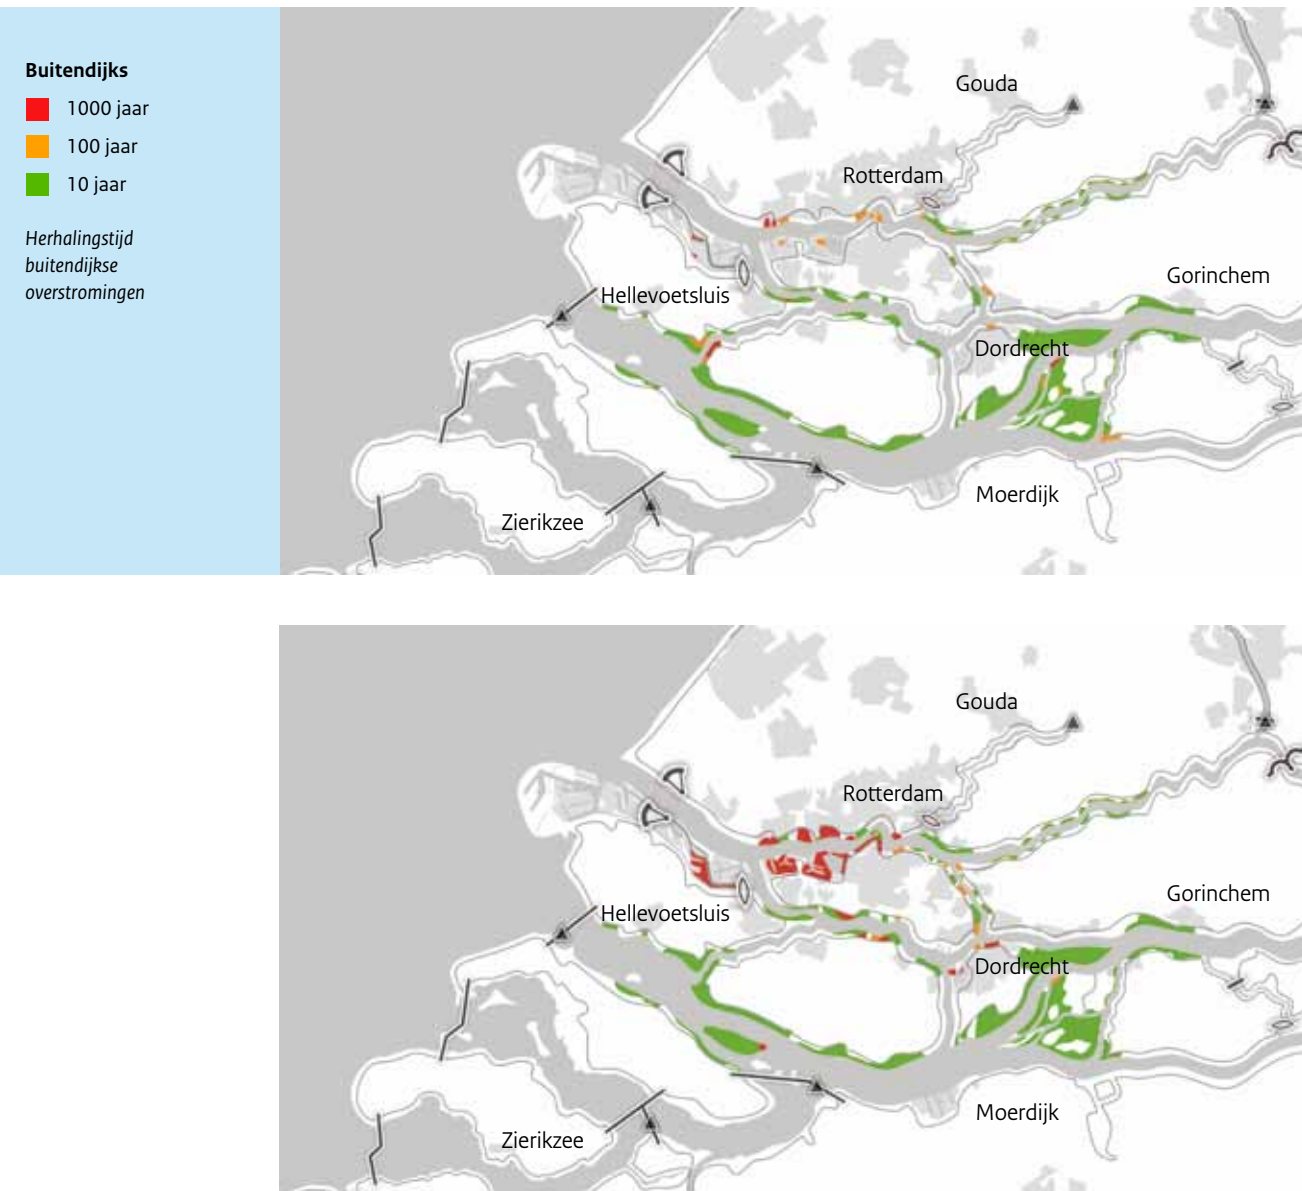 Buitendijks
1000 jaar
100 jaar
10 jaar
Herhalingstijd
buitendijkse
overstromingen
Gouda
Rotterdam
Gorinchem
Hellevoetsluis
Dordrecht
Moerdijk
Zierikzee
Gouda
Rotterdam
Gorinchem
Hellevoetsluis
Dordrecht
Moerdijk
Zierikzee